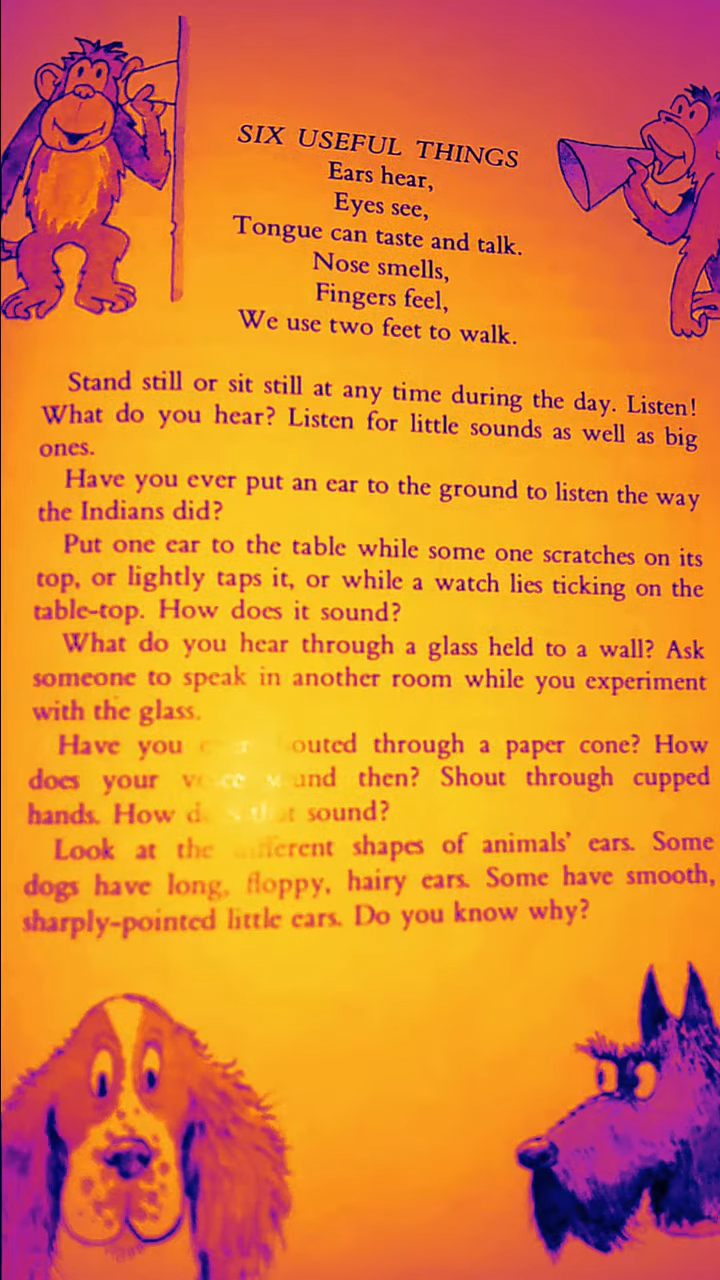 SIX USEFUL THINGS
Ears hear,
Eyes see,
Tongue can taste and talk.
Nose smells,
Fingers feel,
We use two feet to walk.
Stand still or sit still at any time during the day. Listen!
What do you hear? Listen for little sounds as well as big
ones.
Have you ever put an ear to the ground to listen the way
the Indians did?
Put one ear to the table while some one scratches on its
top, or lightly taps it, or while a watch lies ticking on the
table-top. How does it sound?
What do you hear through a glass held to a wall? Ask
someone to speak in another room while you experiment
with the glass.
Have you through a paper cone? How
does your voice then? Shout through cupped
hands. How sound?
Look at the different shapes of animals' ears. Some
dogs have long, floppy, hairy ears. Some have smooth,
sharply-pointed little ears. Do you know why?